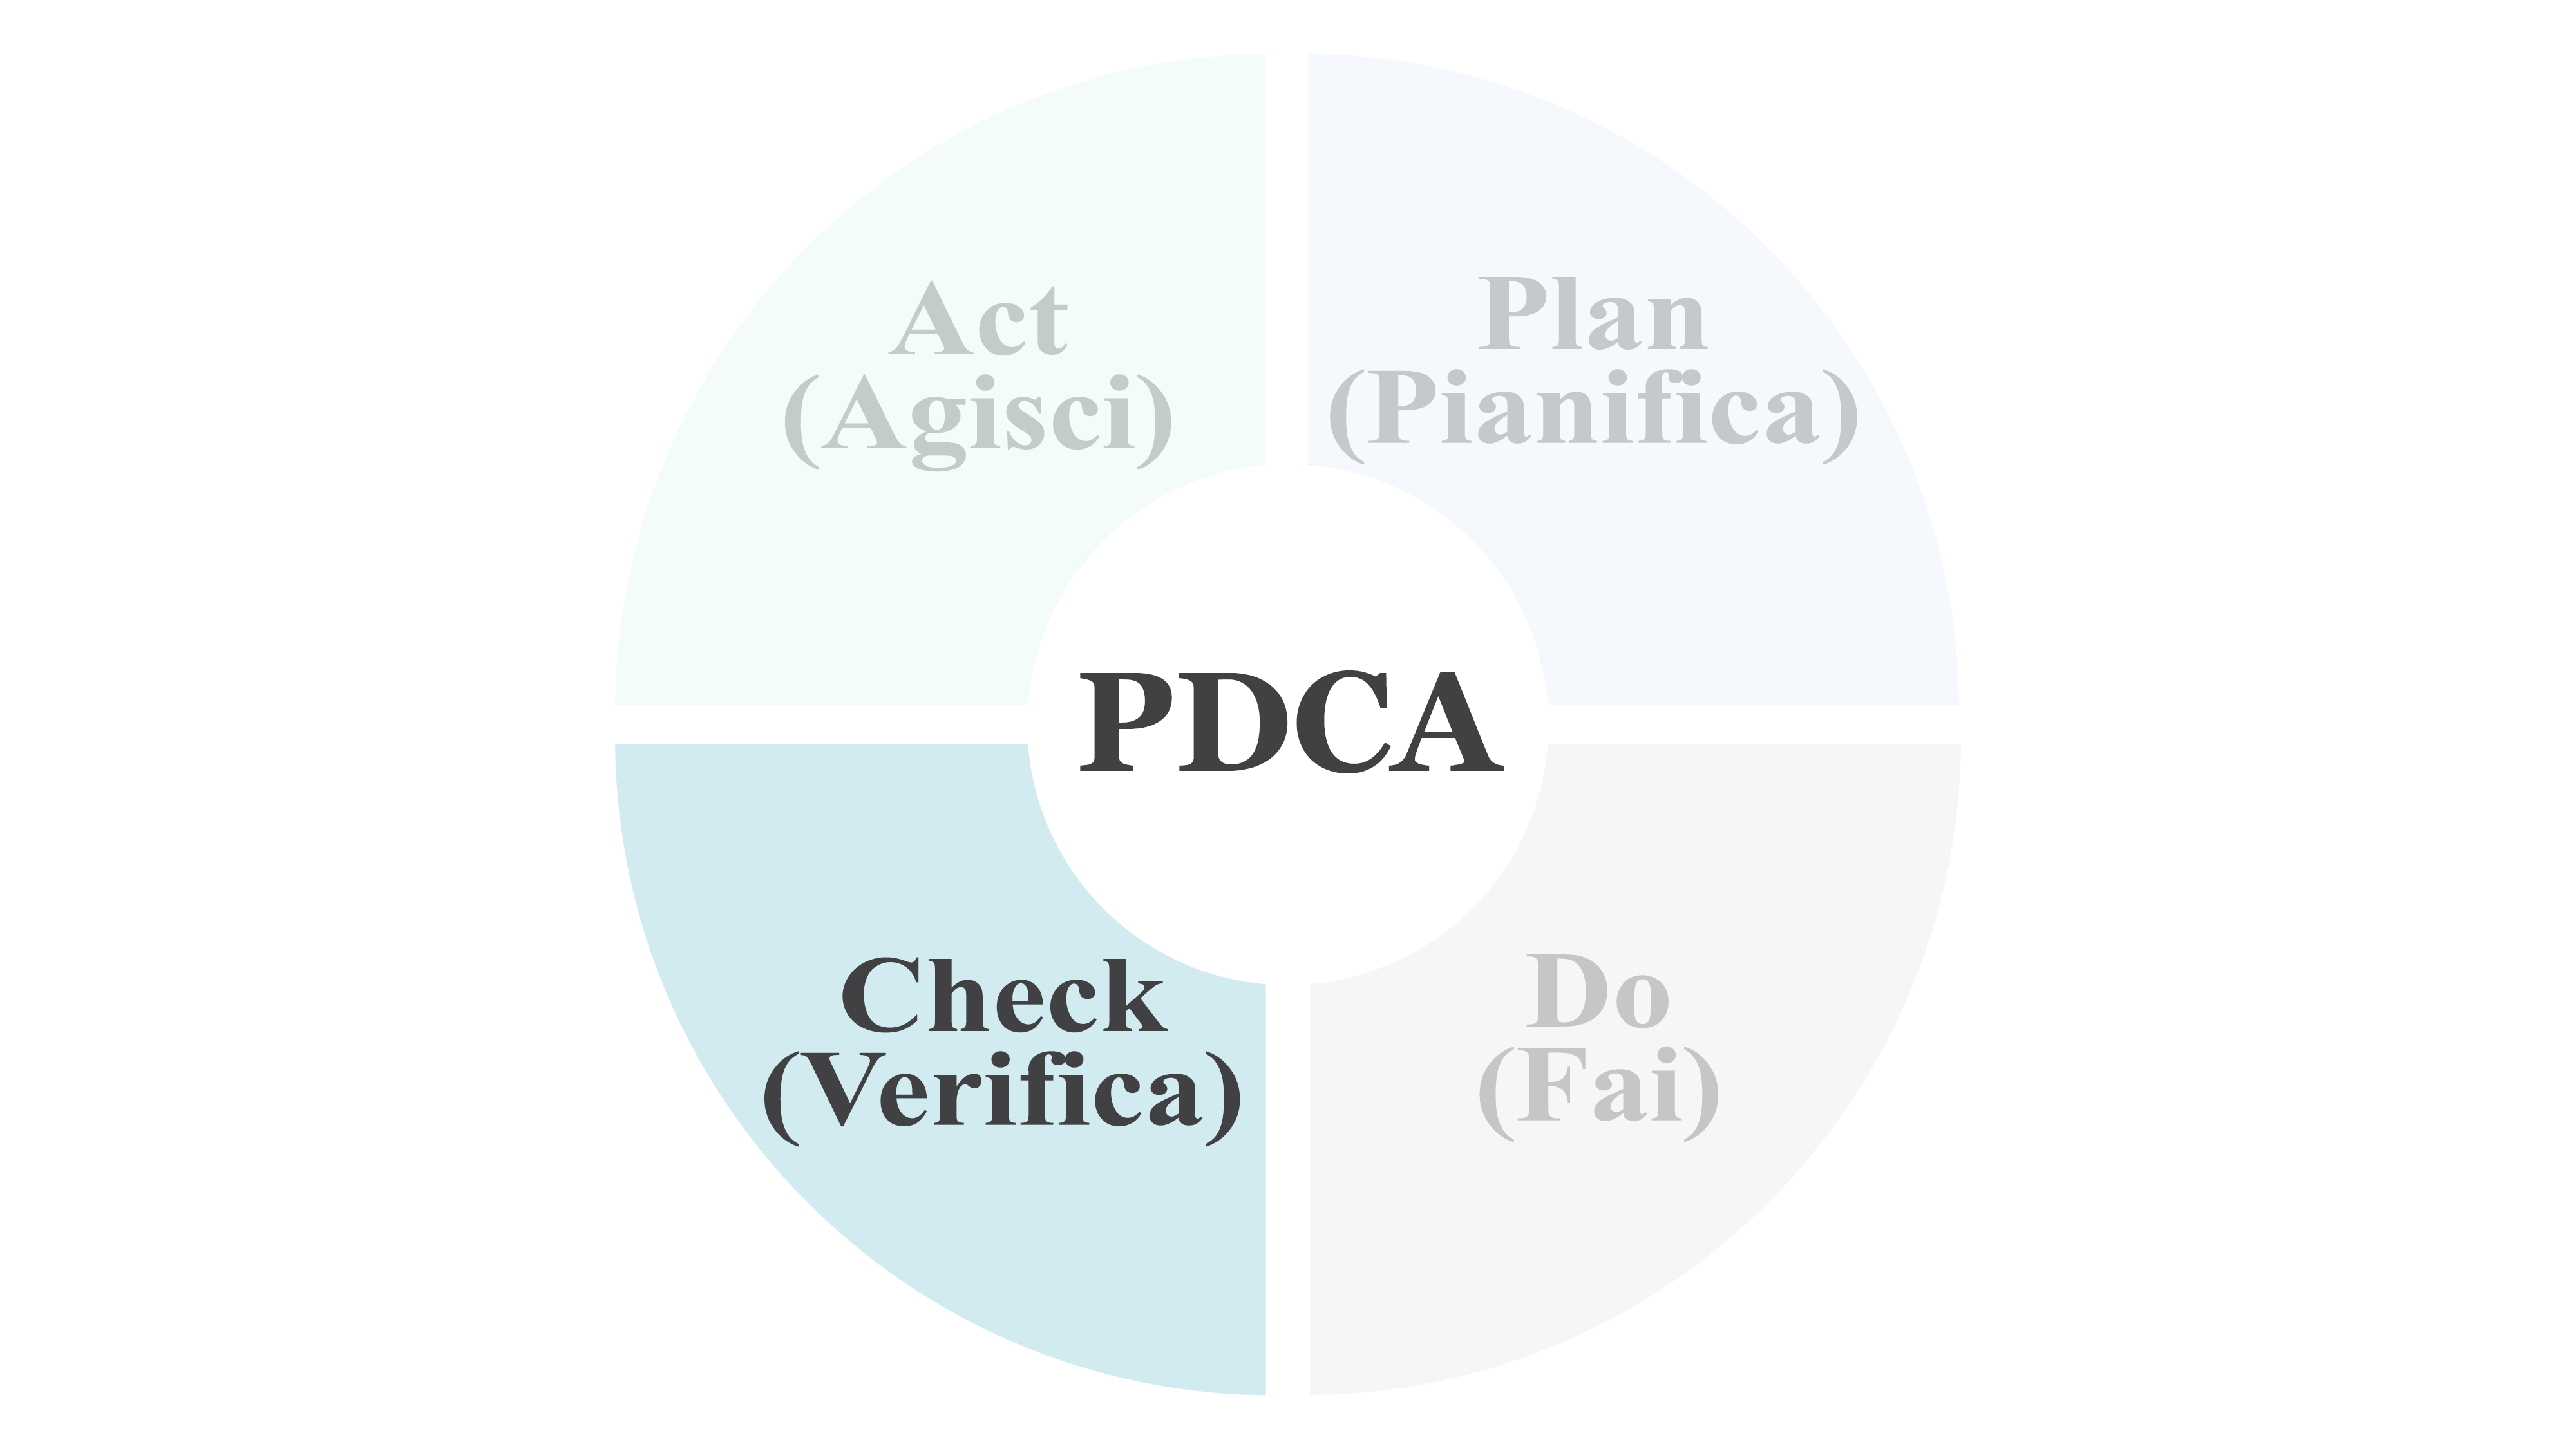 Act
(Agisci)
Plan
(Pianifica)
PDCA
Check
(Verifica)
Do
(Fai)